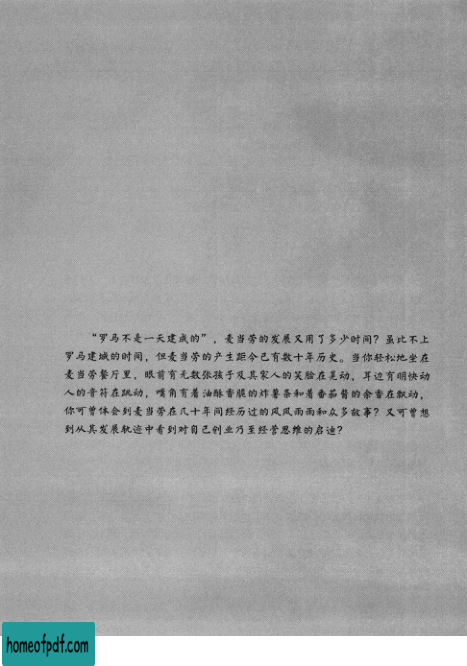 “罗马不是一天建成的”，麦当劳的发展又用了多少时间？虽比不上
罗马建城的时间，但麦当劳的产生距今已有数十年历史。当你轻松地坐在
麦当劳餐厅里，眼前有无数张孩子及其家人的笑脸在晃动，耳边有明快动
人的音符在跳动，嘴角有着油酥香脆的炸薯条和着番茄酱的余香在飘动，
你可曾体会到麦当劳在几十年间经历过的风风雨雨和众多故事？又可曾想
到从其发展轨迹中看到对自己创业乃至经营思维的启迪？
homeofpdf.com